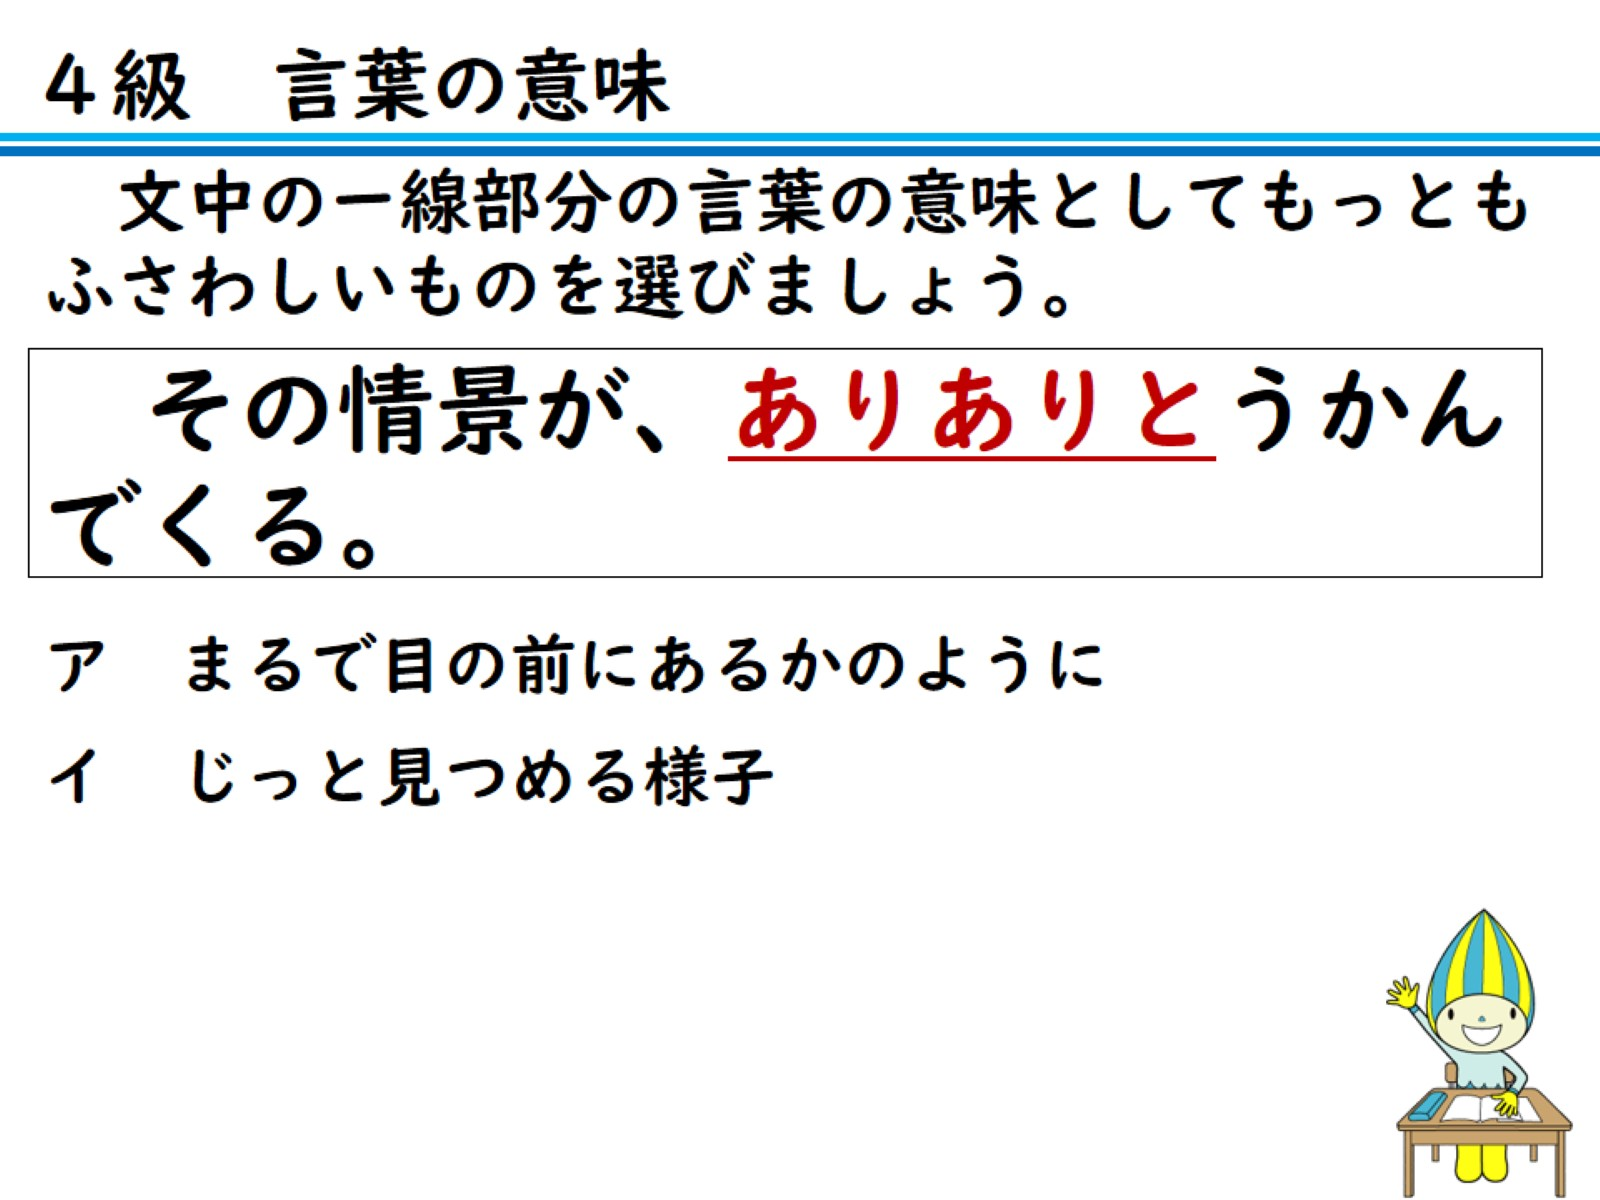 ４級　言葉の意味
文中の一線部分の言葉の意味としてもっとも
ふさわしいものを選びましょう。
その情景が、ありありとうかん
でくる。
ア　まるで目の前にあるかのように
イ　じっと見つめる様子